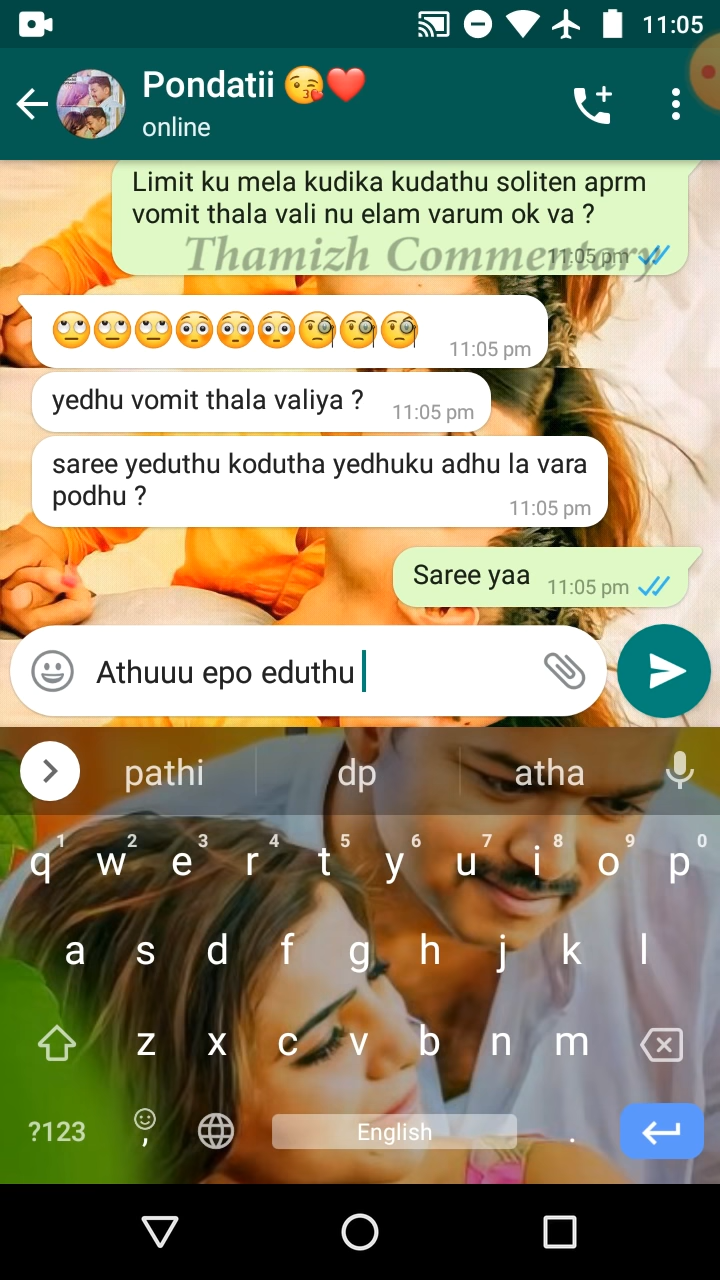 11:05
Pondatii 😘❤️
online
Limit ku mela kudika kudathu soliten aprm
vomit thala vali nu elam varum ok va ?
11:05 pm
Thamizh Commentary
🙄🙄🙄😳😳😳🧐🧐🧐 11:05 pm
yedhu vomit thala valiya ? 11:05 pm
saree yeduthu kodutha yedhuku adhu la vara
podhu ?
11:05 pm
Saree yaa 11:05 pm
Athuuu epo eduthu
pathi dp atha
1 2 3 4 5 6 7 8 9 0
q w e r t y u i o p
a s d f g h j k l
z x c v b n m
?123 , English .